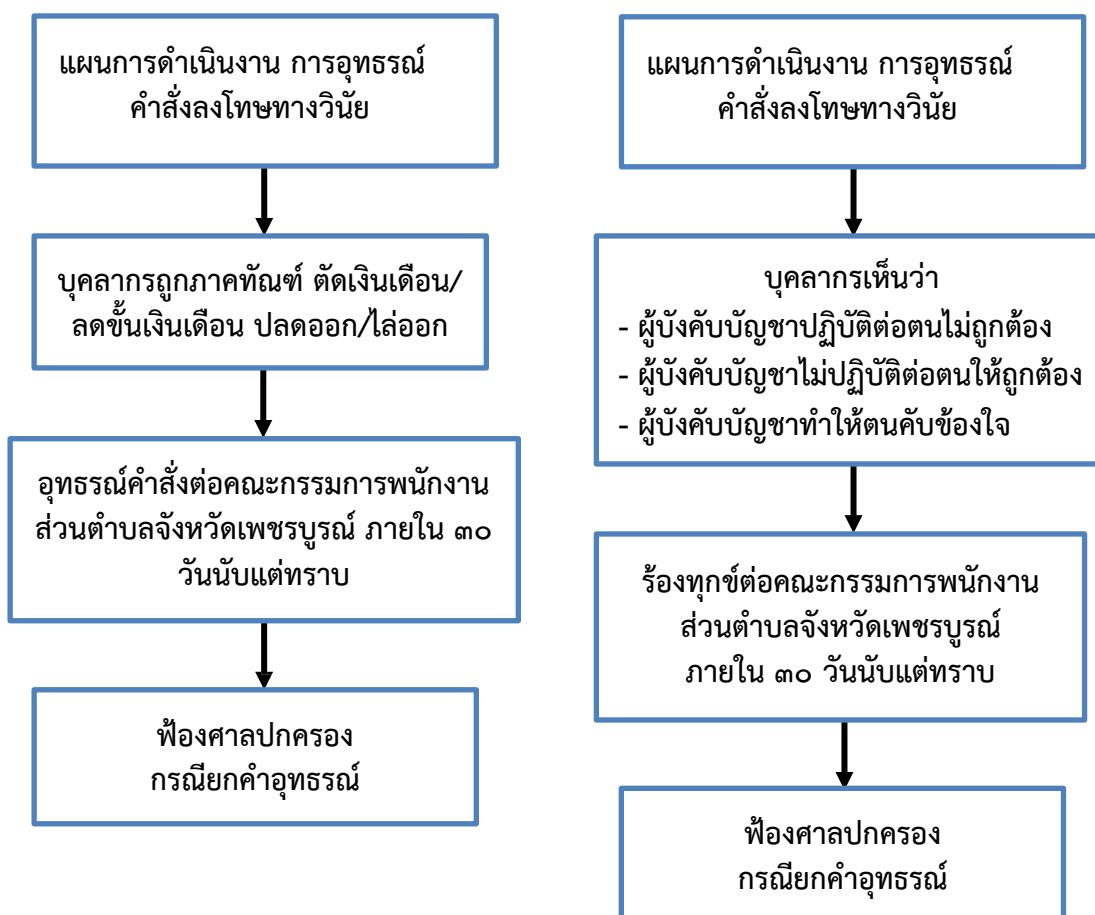 แผนการดำเนินงาน การอุทธรณ์
คำสั่งลงโทษทางวินัย
บุคลากรถูกภาคทัณฑ์ ตัดเงินเดือน/
ลดขั้นเงินเดือน ปลดออก/ไล่ออก
อุทธรณ์คำสั่งต่อคณะกรรมการพนักงาน
ส่วนตำบลจังหวัดเพชรบูรณ์ ภายใน ๓๐
วันนับแต่ทราบ
ฟ้องศาลปกครอง
กรณียกคำอุทธรณ์
แผนการดำเนินงาน การอุทธรณ์
คำสั่งลงโทษทางวินัย
บุคลากรเห็นว่า
- ผู้บังคับบัญชาปฏิบัติต่อตนไม่ถูกต้อง
- ผู้บังคับบัญชาไม่ปฏิบัติต่อตนให้ถูกต้อง
- ผู้บังคับบัญชาทำให้ตนคับข้องใจ
ร้องทุกข์ต่อคณะกรรมการพนักงาน
ส่วนตำบลจังหวัดเพชรบูรณ์
ภายใน ๓๐ วันนับแต่ทราบ
ฟ้องศาลปกครอง
กรณียกคำอุทธรณ์